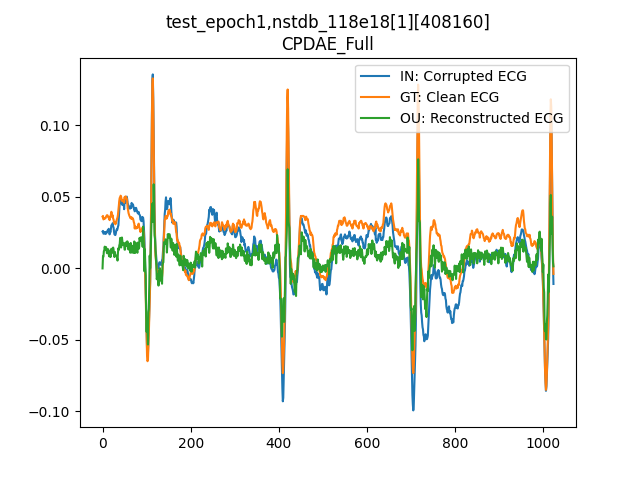 test_epoch1,nstdb_118e18[1][408160]
CPDAE_Full
IN: Corrupted ECG
GT: Clean ECG
OU: Reconstructed ECG
0.10
0.05
0.00
−0.05
−0.10
0 200 400 600 800 1000